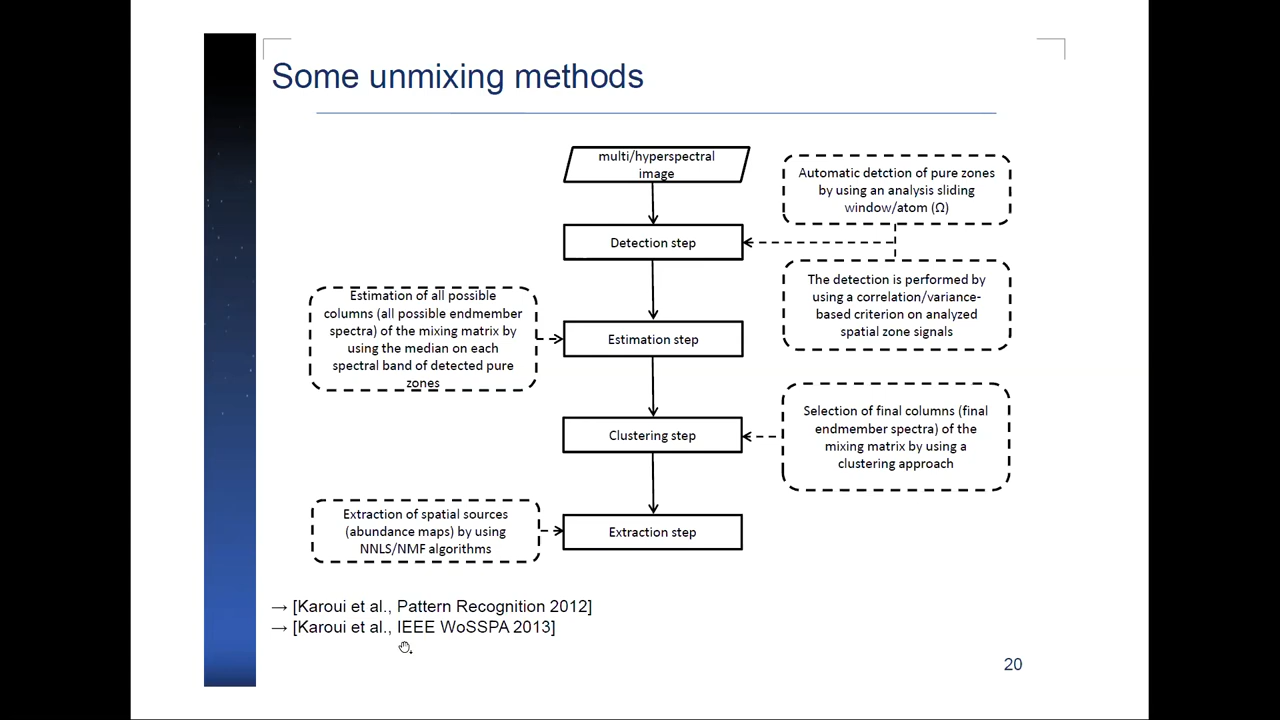 Some unmixing methods
multi/hyperspectral
image
Automatic detction of pure zones
by using an analysis sliding
window/atom (Ω)
Detection step
The detection is performed by
using a correlation/variance-
based criterion on analyzed
spatial zone signals
Estimation of all possible
columns (all possible endmember
spectra) of the mixing matrix by
using the median on each
spectral band of detected pure
zones
Estimation step
Selection of final columns (final
endmember spectra) of the
mixing matrix by using a
clustering approach
Clustering step
Extraction of spatial sources
(abundance maps) by using
NNLS/NMF algorithms
Extraction step
→ [Karoui et al., Pattern Recognition 2012]
→ [Karoui et al., IEEE WoSSPA 2013]
20